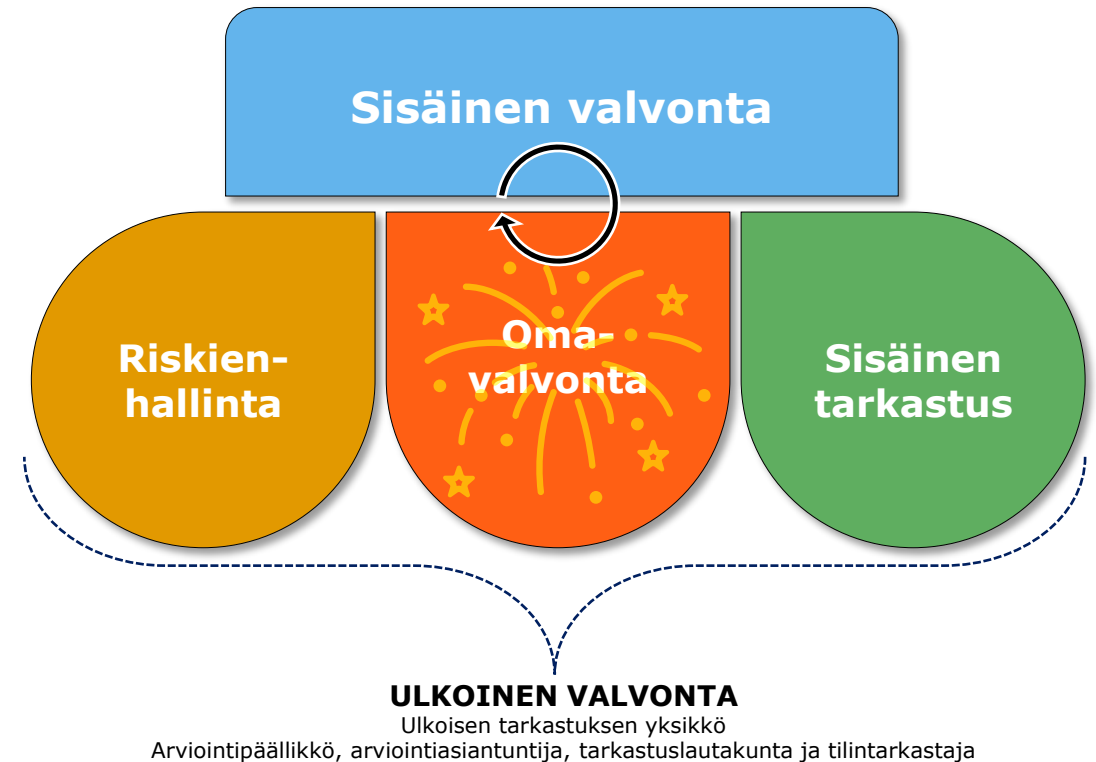 Sisäinen valvonta
Riskien-
hallinta
Oma-
valvonta
Sisäinen
tarkastus
ULKOINEN VALVONTA
Ulkoisen tarkastuksen yksikkö
Arviointipäällikkö, arviointiasiantuntija, tarkastuslautakunta ja tilintarkastaja